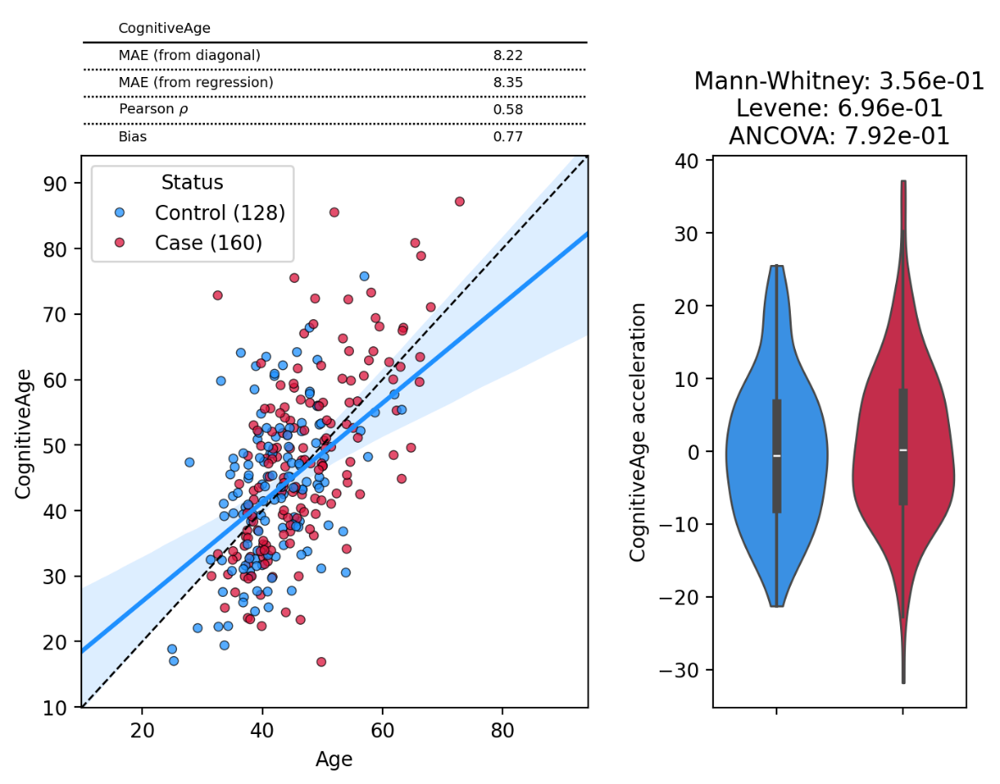 CognitiveAge
MAE (from diagonal) 8.22
MAE (from regression) 8.35
Pearson ρ 0.58
Bias 0.77
Mann-Whitney: 3.56e-01
Levene: 6.96e-01
ANCOVA: 7.92e-01
Status
Control (128)
Case (160)
90
80
70
60
50
40
30
20
10
CognitiveAge
20 40 60 80
Age
40
30
20
10
0
−10
−20
−30
CognitiveAge acceleration